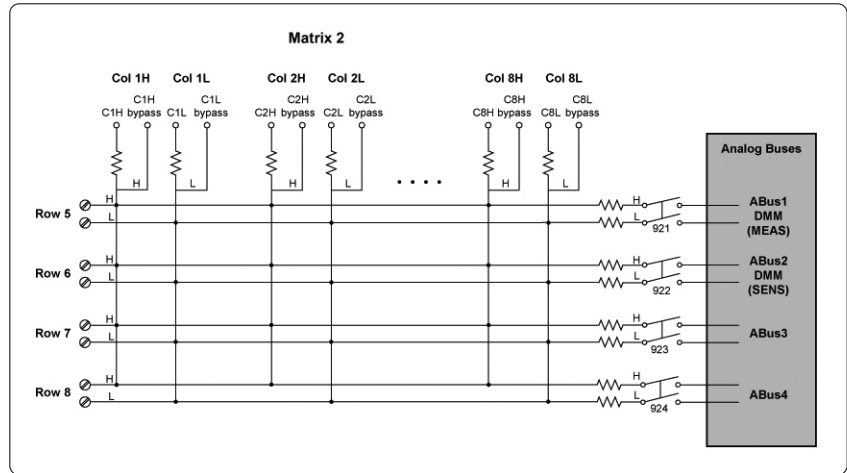 Matrix 2
Col 1H Col 1L Col 2H Col 2L Col 8H Col 8L
C1H C1L C2H C2L C8H C8L
C1H bypass C1L bypass C2H bypass C2L bypass C8H bypass C8L bypass
H L H L H L
Analog Buses
Row 5 H L H L 921 ABus1 DMM (MEAS)
Row 6 H L H L 922 ABus2 DMM (SENS)
Row 7 H L H L 923 ABus3
Row 8 H L H L 924 ABus4